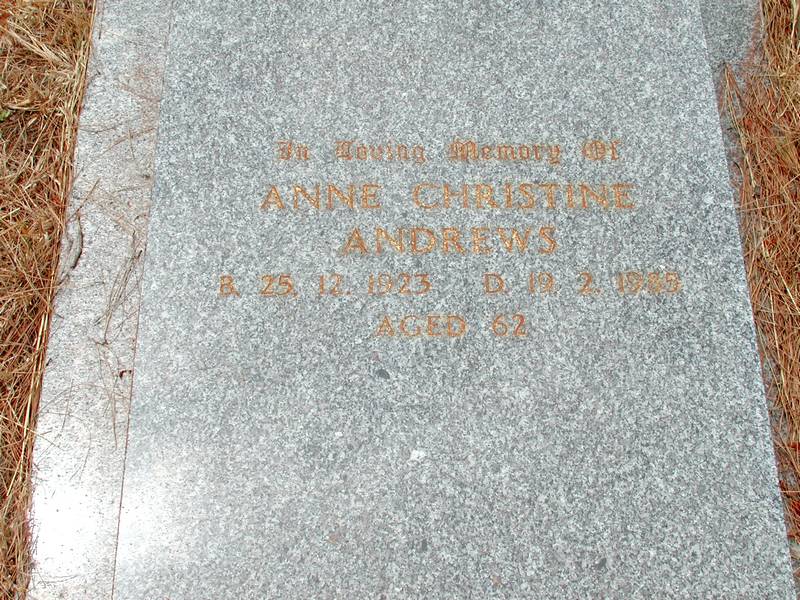 In Loving Memory Of
ANNE CHRISTINE
ANDREWS
B. 25. 12. 1923 D. 19. 2. 1985
AGED 62